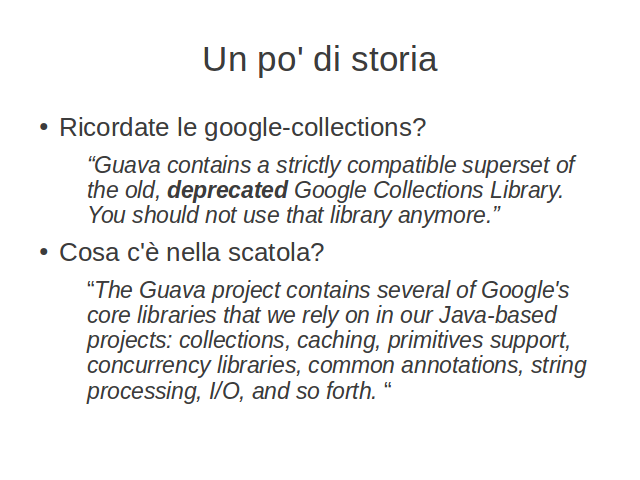 Un po' di storia
• Ricordate le google-collections?
“Guava contains a strictly compatible superset of
the old, deprecated Google Collections Library.
You should not use that library anymore.”
• Cosa c'è nella scatola?
“The Guava project contains several of Google's
core libraries that we rely on in our Java-based
projects: collections, caching, primitives support,
concurrency libraries, common annotations, string
processing, I/O, and so forth. “